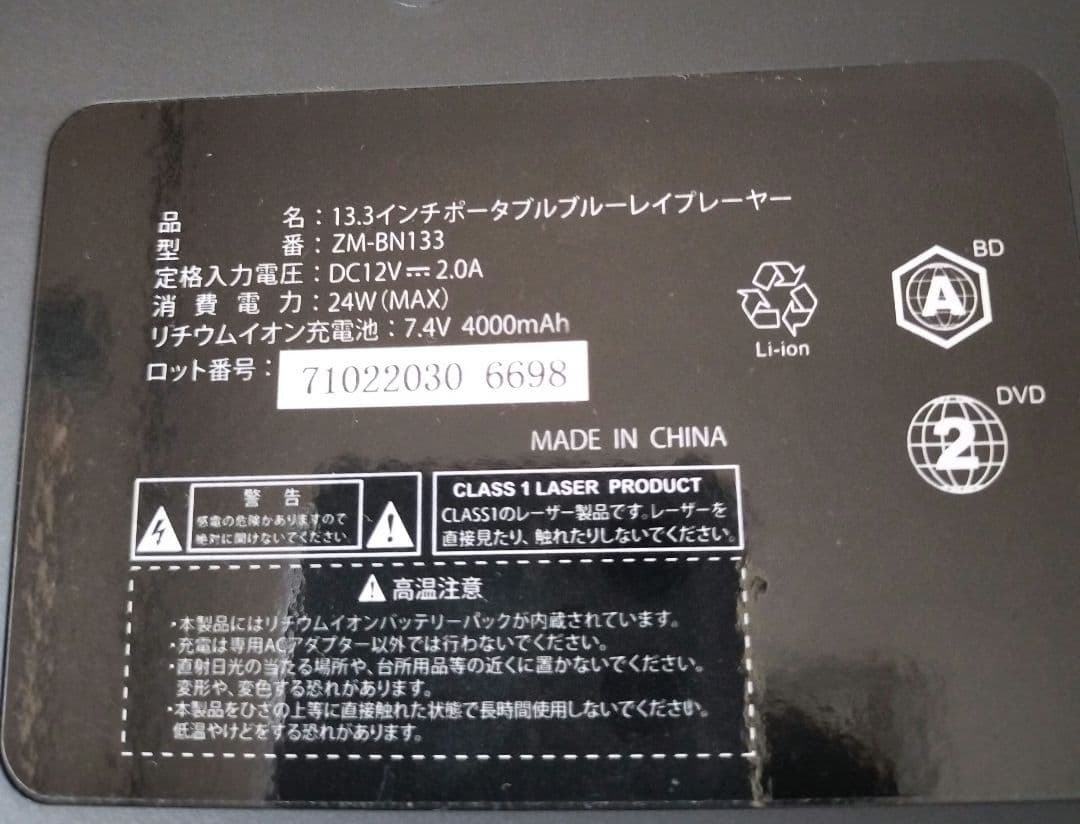 品名：13.3インチポータブルブルーレイプレーヤー
型番：ZM-BN133
定格入力電圧：DC12V⎓2.0A
消費電力：24W(MAX)
リチウムイオン充電池：7.4V 4000mAh
ロット番号：71022030 6698
Li-ion
A
BD
2
DVD
MADE IN CHINA
警告
感電の危険がありますので
絶対に開けないでください
CLASS 1 LASER PRODUCT
CLASS1のレーザー製品です。レーザーを
直接見たり、触れたりしないてください。
高温注意
・本製品にはリチウムイオンバッテリーパックが内蔵されています。
・充電は専用ACアダプター以外では行わないでください。
・直射日光の当たる場所や、台所用品等の近くに置かないでください。
変形や、変色する恐れがあります。
・本製品をひざの上等に直接触れた状態で長時間使用しないでください。
低温やけどをする恐れがあります。